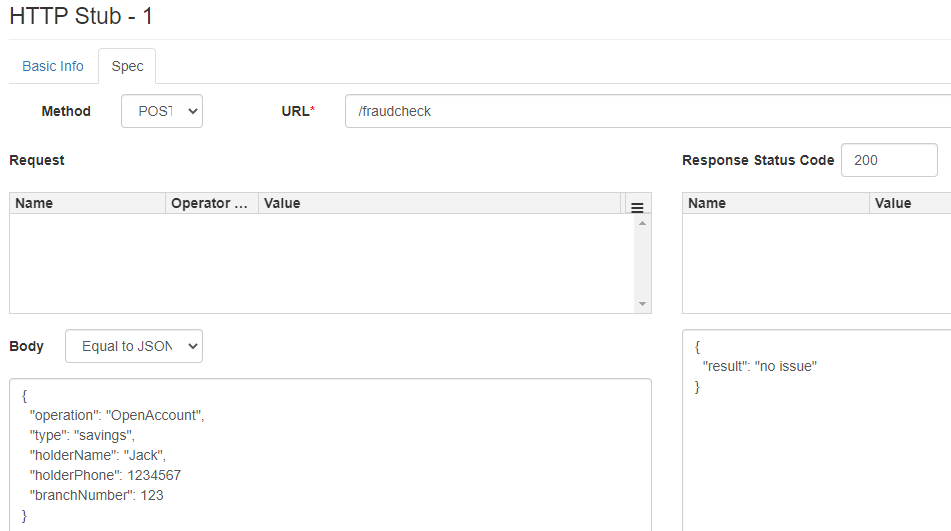 HTTP Stub - 1
Basic Info Spec
Method POST URL* /fraudcheck
Request Response Status Code 200
Name Operator ... Value Name Value
Body Equal to JSON
{
"operation": "OpenAccount",
"type": "savings",
"holderName": "Jack",
"holderPhone": 1234567
"branchNumber": 123
}
{
"result": "no issue"
}